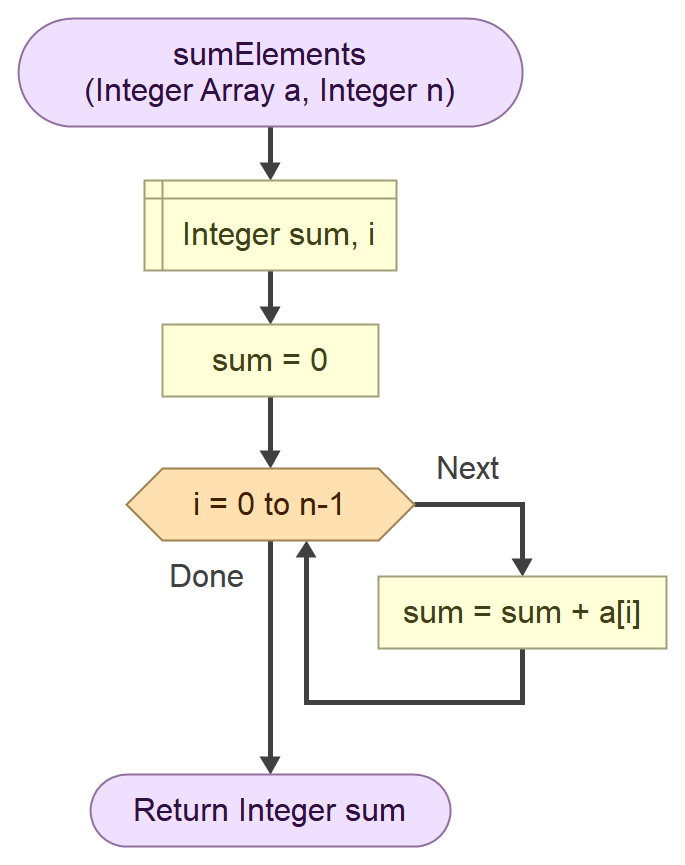 sumElements
(Integer Array a, Integer n)
Integer sum, i
sum = 0
i = 0 to n-1
Next
Done
sum = sum + a[i]
Return Integer sum